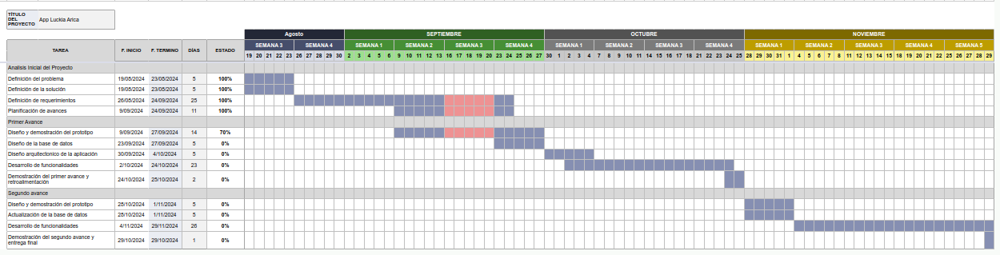 TÍTULO
DEL
PROYECTO
App Luckia Arica
Agosto SEPTIEMBRE OCTUBRE NOVIEMBRE
TAREA F. INICIO F. TERMINO DÍAS ESTADO SEMANA 3 SEMANA 4 SEMANA 1 SEMANA 2 SEMANA 3 SEMANA 4 SEMANA 1 SEMANA 2 SEMANA 3 SEMANA 4 SEMANA 1 SEMANA 2 SEMANA 3 SEMANA 4 SEMANA 5
19 20 21 22 23 26 27 28 29 30 2 3 4 5 6 9 10 11 12 13 16 17 18 19 20 23 24 25 26 27 30 1 2 3 4 7 8 9 10 11 14 15 16 17 18 21 22 23 24 25 28 29 30 31 1 4 5 6 7 8 11 12 13 14 15 18 19 20 21 22 25 26 27 28 29
Analisis Inicial del Proyecto
Definición del problema 19/08/2024 23/08/2024 5 100%
Definición de la solución 19/08/2024 23/08/2024 5 100%
Definición de requerimientos 26/08/2024 24/09/2024 25 100%
Planificación de avances 9/09/2024 24/09/2024 11 100%
Primer Avance
Diseño y demostración del prototipo 9/09/2024 27/09/2024 14 70%
Diseño de la base de datos 23/09/2024 27/09/2024 5 0%
Diseño arquitectonico de la aplicación 30/09/2024 4/10/2024 5 0%
Desarrollo de funcionalidades 2/10/2024 24/10/2024 23 0%
Demostración del primer avance y
retroalimentación 24/10/2024 25/10/2024 2 0%
Segundo avance
Diseño y demostración del prototipo 28/10/2024 1/11/2024 5 0%
Actualización de la base de datos 28/10/2024 1/11/2024 5 0%
Desarrollo de funcionalidades 4/11/2024 29/11/2024 26 0%
Demostración del segundo avance y
entrega final 29/10/2024 29/10/2024 1 0%